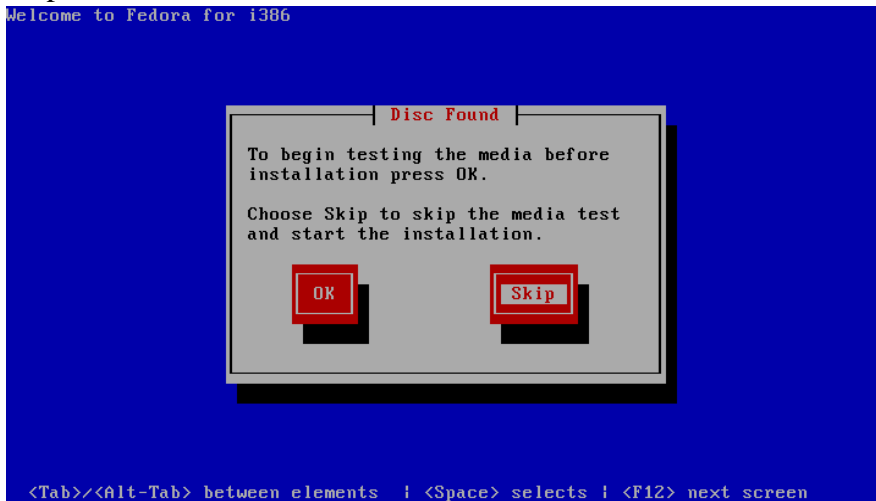 Welcome to Fedora for i386
Disc Found
To begin testing the media before
installation press OK.
Choose Skip to skip the media test
and start the installation.
OK Skip
<Tab>/<Alt-Tab> between elements | <Space> selects | <F12> next screen